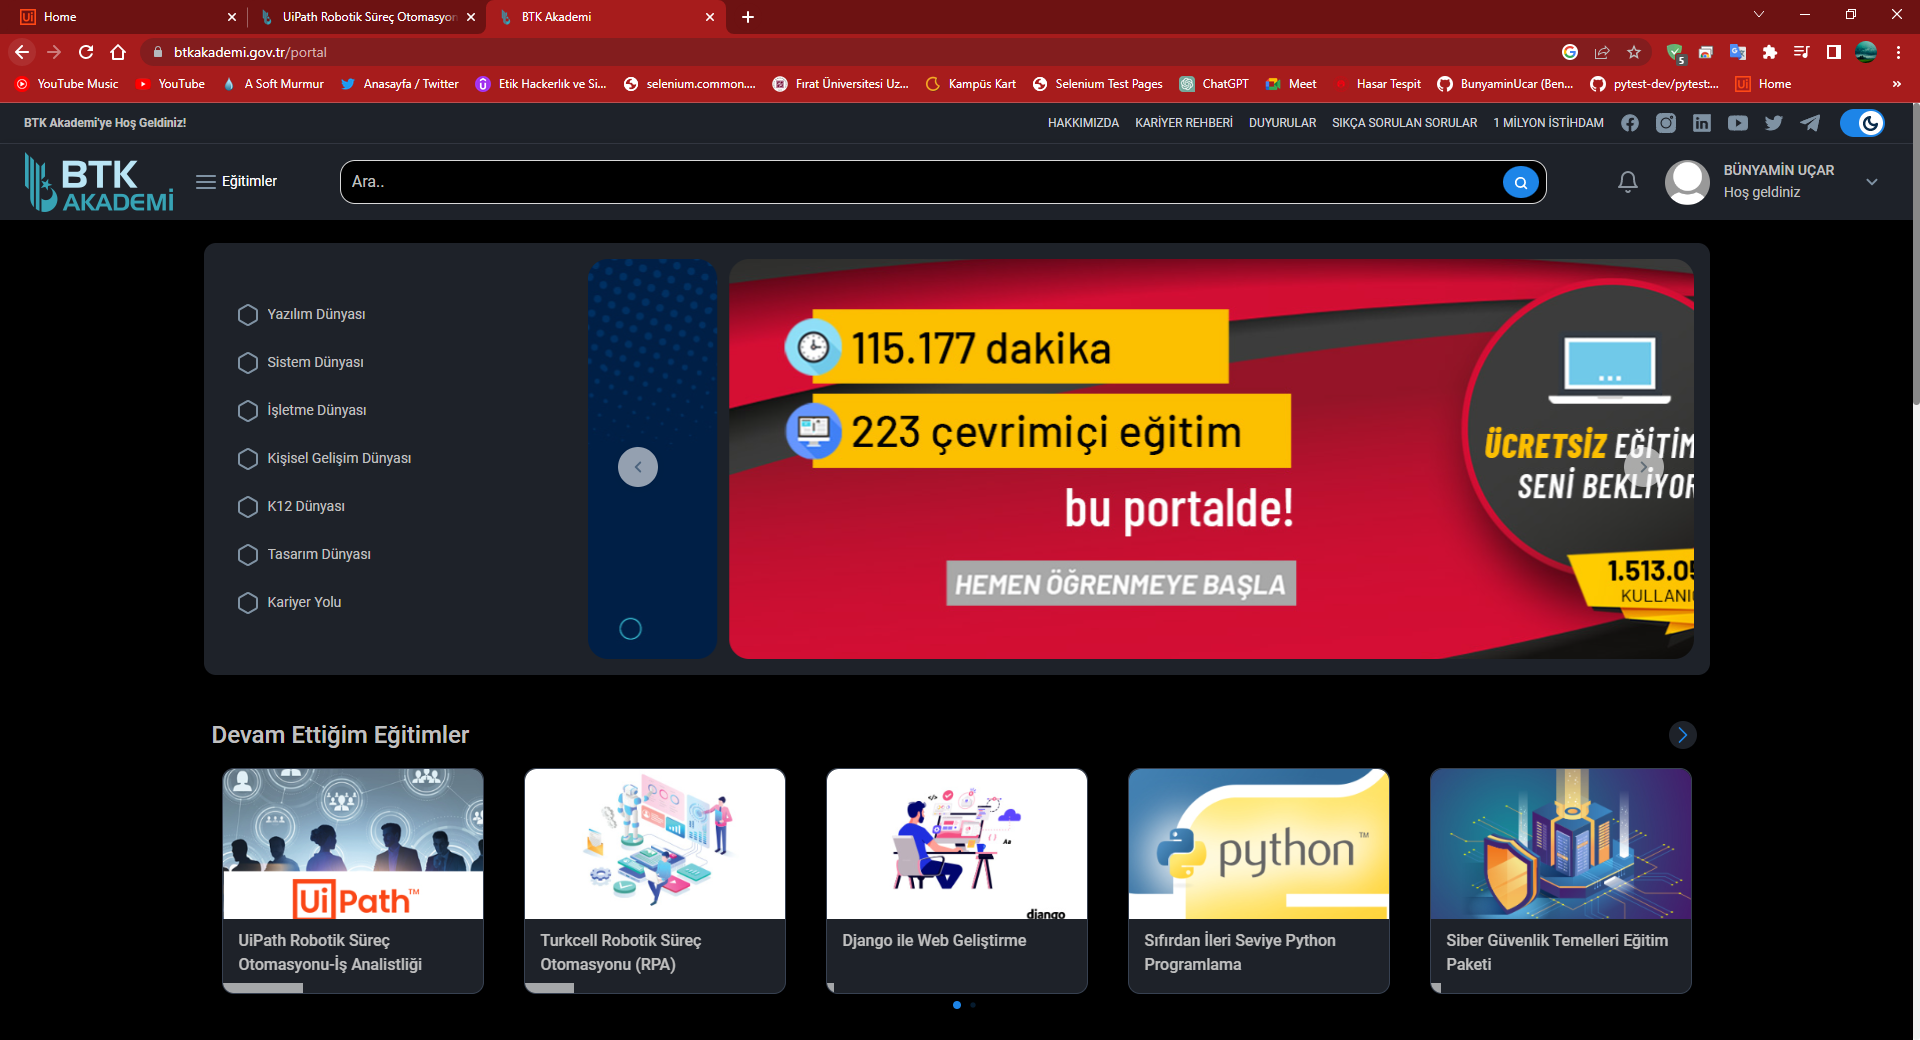 Home
UiPath Robotik Süreç Otomasyon
BTK Akademi
btkakademi.gov.tr/portal
5
YouTube Music
YouTube
A Soft Murmur
Anasayfa / Twitter
Etik Hackerlık ve Si...
selenium.common....
Fırat Üniversitesi Uz...
Kampüs Kart
Selenium Test Pages
ChatGPT
Meet
Hasar Tespit
BunyaminUcar (Ben...
pytest-dev/pytest:...
Home
BTK Akademi'ye Hoş Geldiniz!
HAKKIMIZDA
KARİYER REHBERİ
DUYURULAR
SIKÇA SORULAN SORULAR
1 MİLYON İSTİHDAM
BTK
AKADEMİ
Eğitimler
Ara..
BÜNYAMİN UÇAR
Hoş geldiniz
Yazılım Dünyası
Sistem Dünyası
İşletme Dünyası
Kişisel Gelişim Dünyası
K12 Dünyası
Tasarım Dünyası
Kariyer Yolu
115.177 dakika
223 çevrimiçi eğitim
bu portalde!
HEMEN ÖĞRENMEYE BAŞLA
ÜCRETSİZ EĞİTİM
SENİ BEKLİYOR
1.513.05
KULLANIC
Devam Ettiğim Eğitimler
UiPath™
UiPath Robotik Süreç
Otomasyonu-İş Analistliği
Turkcell Robotik Süreç
Otomasyonu (RPA)
Aa
django
Django ile Web Geliştirme
python™
Sıfırdan İleri Seviye Python
Programlama
Siber Güvenlik Temelleri Eğitim
Paketi